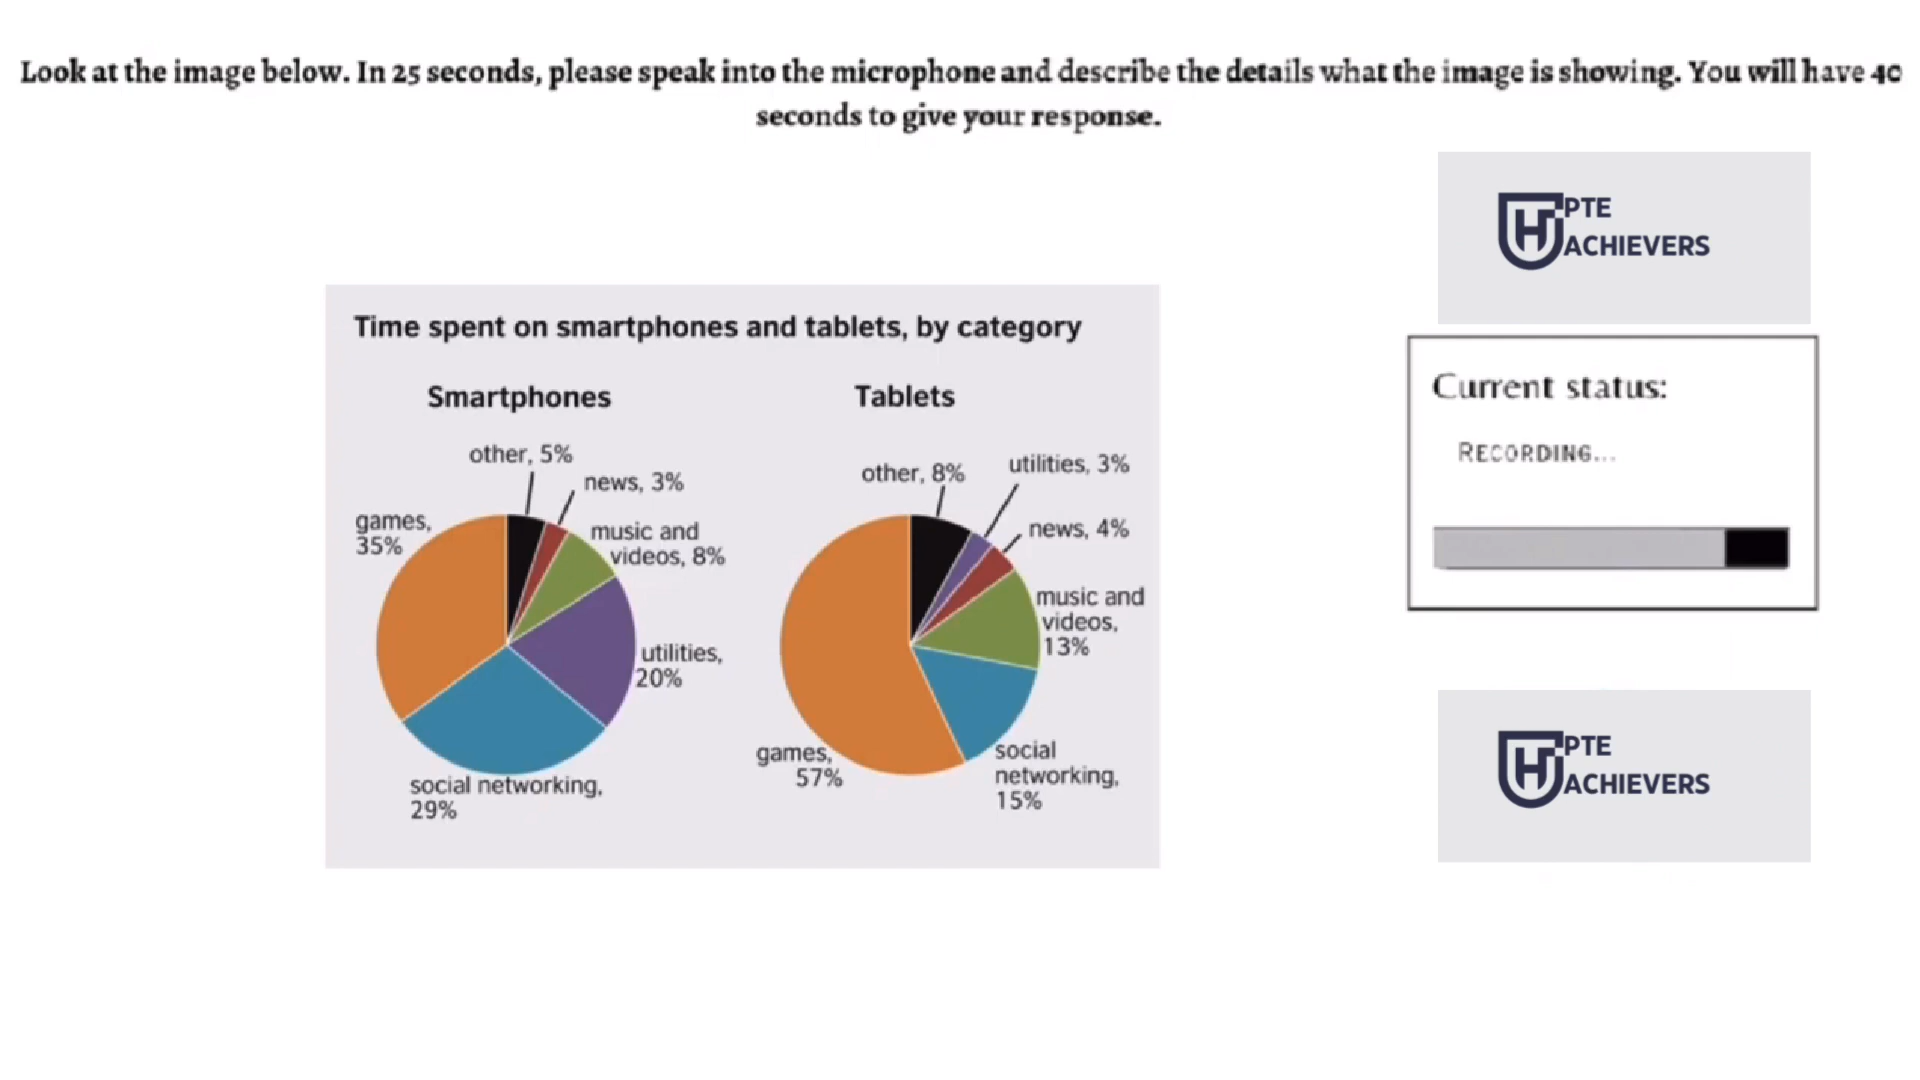 Look at the image below. In 25 seconds, please speak into the microphone and describe the details what the image is showing. You will have 40
seconds to give your response.
PTE
ACHIEVERS
Time spent on smartphones and tablets, by category
Smartphones
other, 5%
news, 3%
games,
35%
music and
videos, 8%
utilities,
20%
social networking,
29%
Tablets
other, 8%
utilities, 3%
news, 4%
music and
videos,
13%
games,
57%
social
networking,
15%
Current status:
RECORDING...
PTE
ACHIEVERS